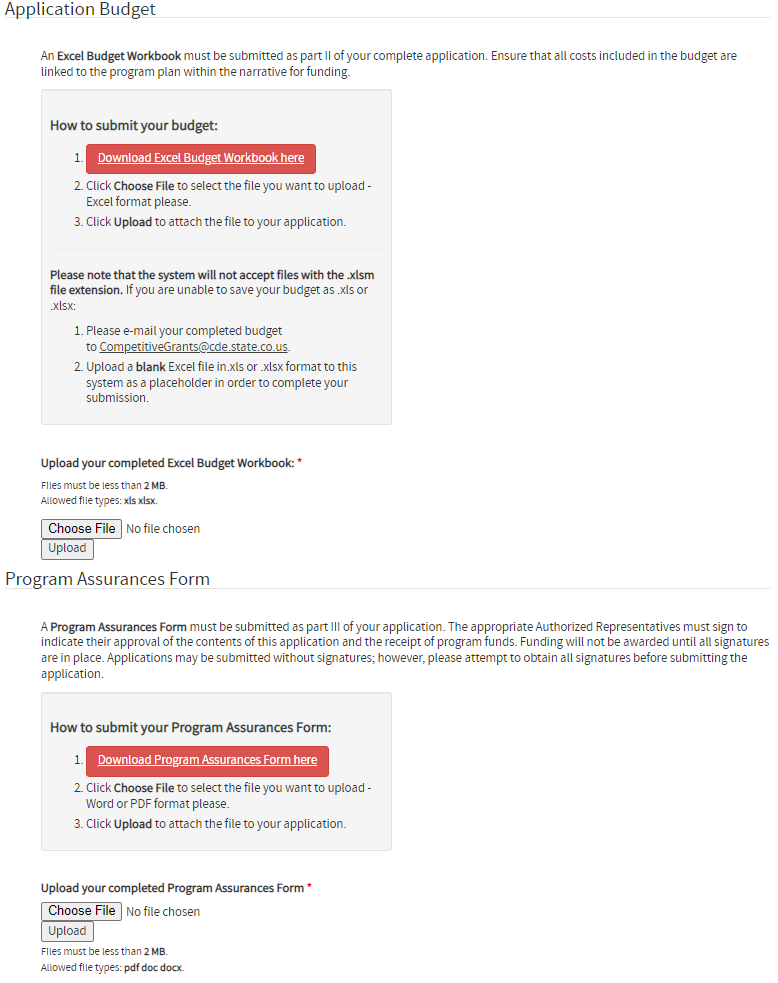 Application Budget
An Excel Budget Workbook must be submitted as part II of your complete application. Ensure that all costs included in the budget are
linked to the program plan within the narrative for funding.
How to submit your budget:
1. Download Excel Budget Workbook here
2. Click Choose File to select the file you want to upload -
Excel format please.
3. Click Upload to attach the file to your application.
Please note that the system will not accept files with the .xlsm
file extension. If you are unable to save your budget as .xls or
.xlsx:
1. Please e-mail your completed budget
to CompetitiveGrants@cde.state.co.us.
2. Upload a blank Excel file in.xls or .xlsx format to this
system as a placeholder in order to complete your
submission.
Upload your completed Excel Budget Workbook: *
Files must be less than 2 MB.
Allowed file types: xls xlsx.
Choose File No file chosen
Upload
Program Assurances Form
A Program Assurances Form must be submitted as part III of your application. The appropriate Authorized Representatives must sign to
indicate their approval of the contents of this application and the receipt of program funds. Funding will not be awarded until all signatures
are in place. Applications may be submitted without signatures; however, please attempt to obtain all signatures before submitting the
application.
How to submit your Program Assurances Form:
1. Download Program Assurances Form here
2. Click Choose File to select the file you want to upload -
Word or PDF format please.
3. Click Upload to attach the file to your application.
Upload your completed Program Assurances Form *
Choose File No file chosen
Upload
Files must be less than 2 MB.
Allowed file types: pdf doc docx.